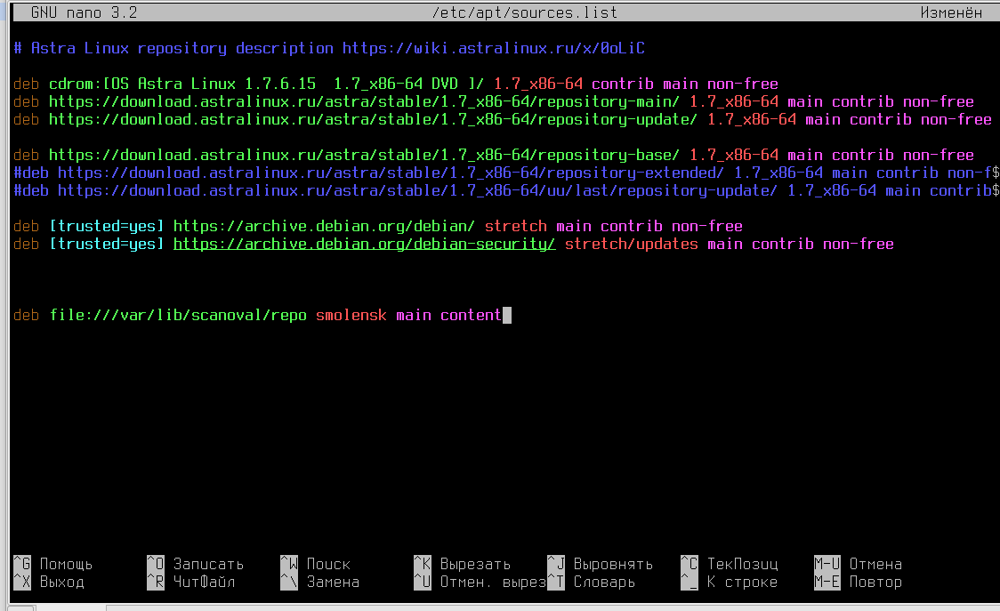 GNU nano 3.2 /etc/apt/sources.list Изменён
# Astra Linux repository description https://wiki.astralinux.ru/x/0oLiC
deb cdrom:[OS Astra Linux 1.7.6.15  1.7_x86-64 DVD ]/ 1.7_x86-64 contrib main non-free
deb https://download.astralinux.ru/astra/stable/1.7_x86-64/repository-main/ 1.7_x86-64 main contrib non-free
deb https://download.astralinux.ru/astra/stable/1.7_x86-64/repository-update/ 1.7_x86-64 main contrib non-free
deb https://download.astralinux.ru/astra/stable/1.7_x86-64/repository-base/ 1.7_x86-64 main contrib non-free
#deb https://download.astralinux.ru/astra/stable/1.7_x86-64/repository-extended/ 1.7_x86-64 main contrib non-f$
#deb https://download.astralinux.ru/astra/stable/1.7_x86-64/uu/last/repository-update/ 1.7_x86-64 main contrib$
deb [trusted=yes] https://archive.debian.org/debian/ stretch main contrib non-free
deb [trusted=yes] https://archive.debian.org/debian-security/ stretch/updates main contrib non-free
deb file:///var/lib/scanoval/repo smolensk main content
^G Помощь ^O Записать ^W Поиск ^K Вырезать ^J Выровнять ^C ТекПозиц M-U Отмена
^X Выход ^R ЧитФайл ^\ Замена ^U Отмен. вырез ^T Словарь ^_ К строке M-E Повтор